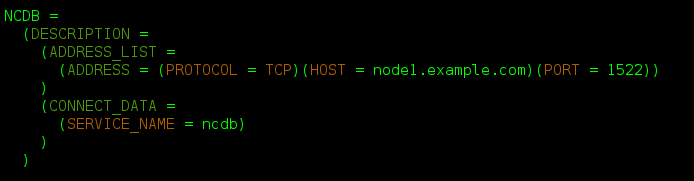 NCDB =
  (DESCRIPTION =
    (ADDRESS_LIST =
      (ADDRESS = (PROTOCOL = TCP)(HOST = node1.example.com)(PORT = 1522))
    )
    (CONNECT_DATA =
      (SERVICE_NAME = ncdb)
    )
  )